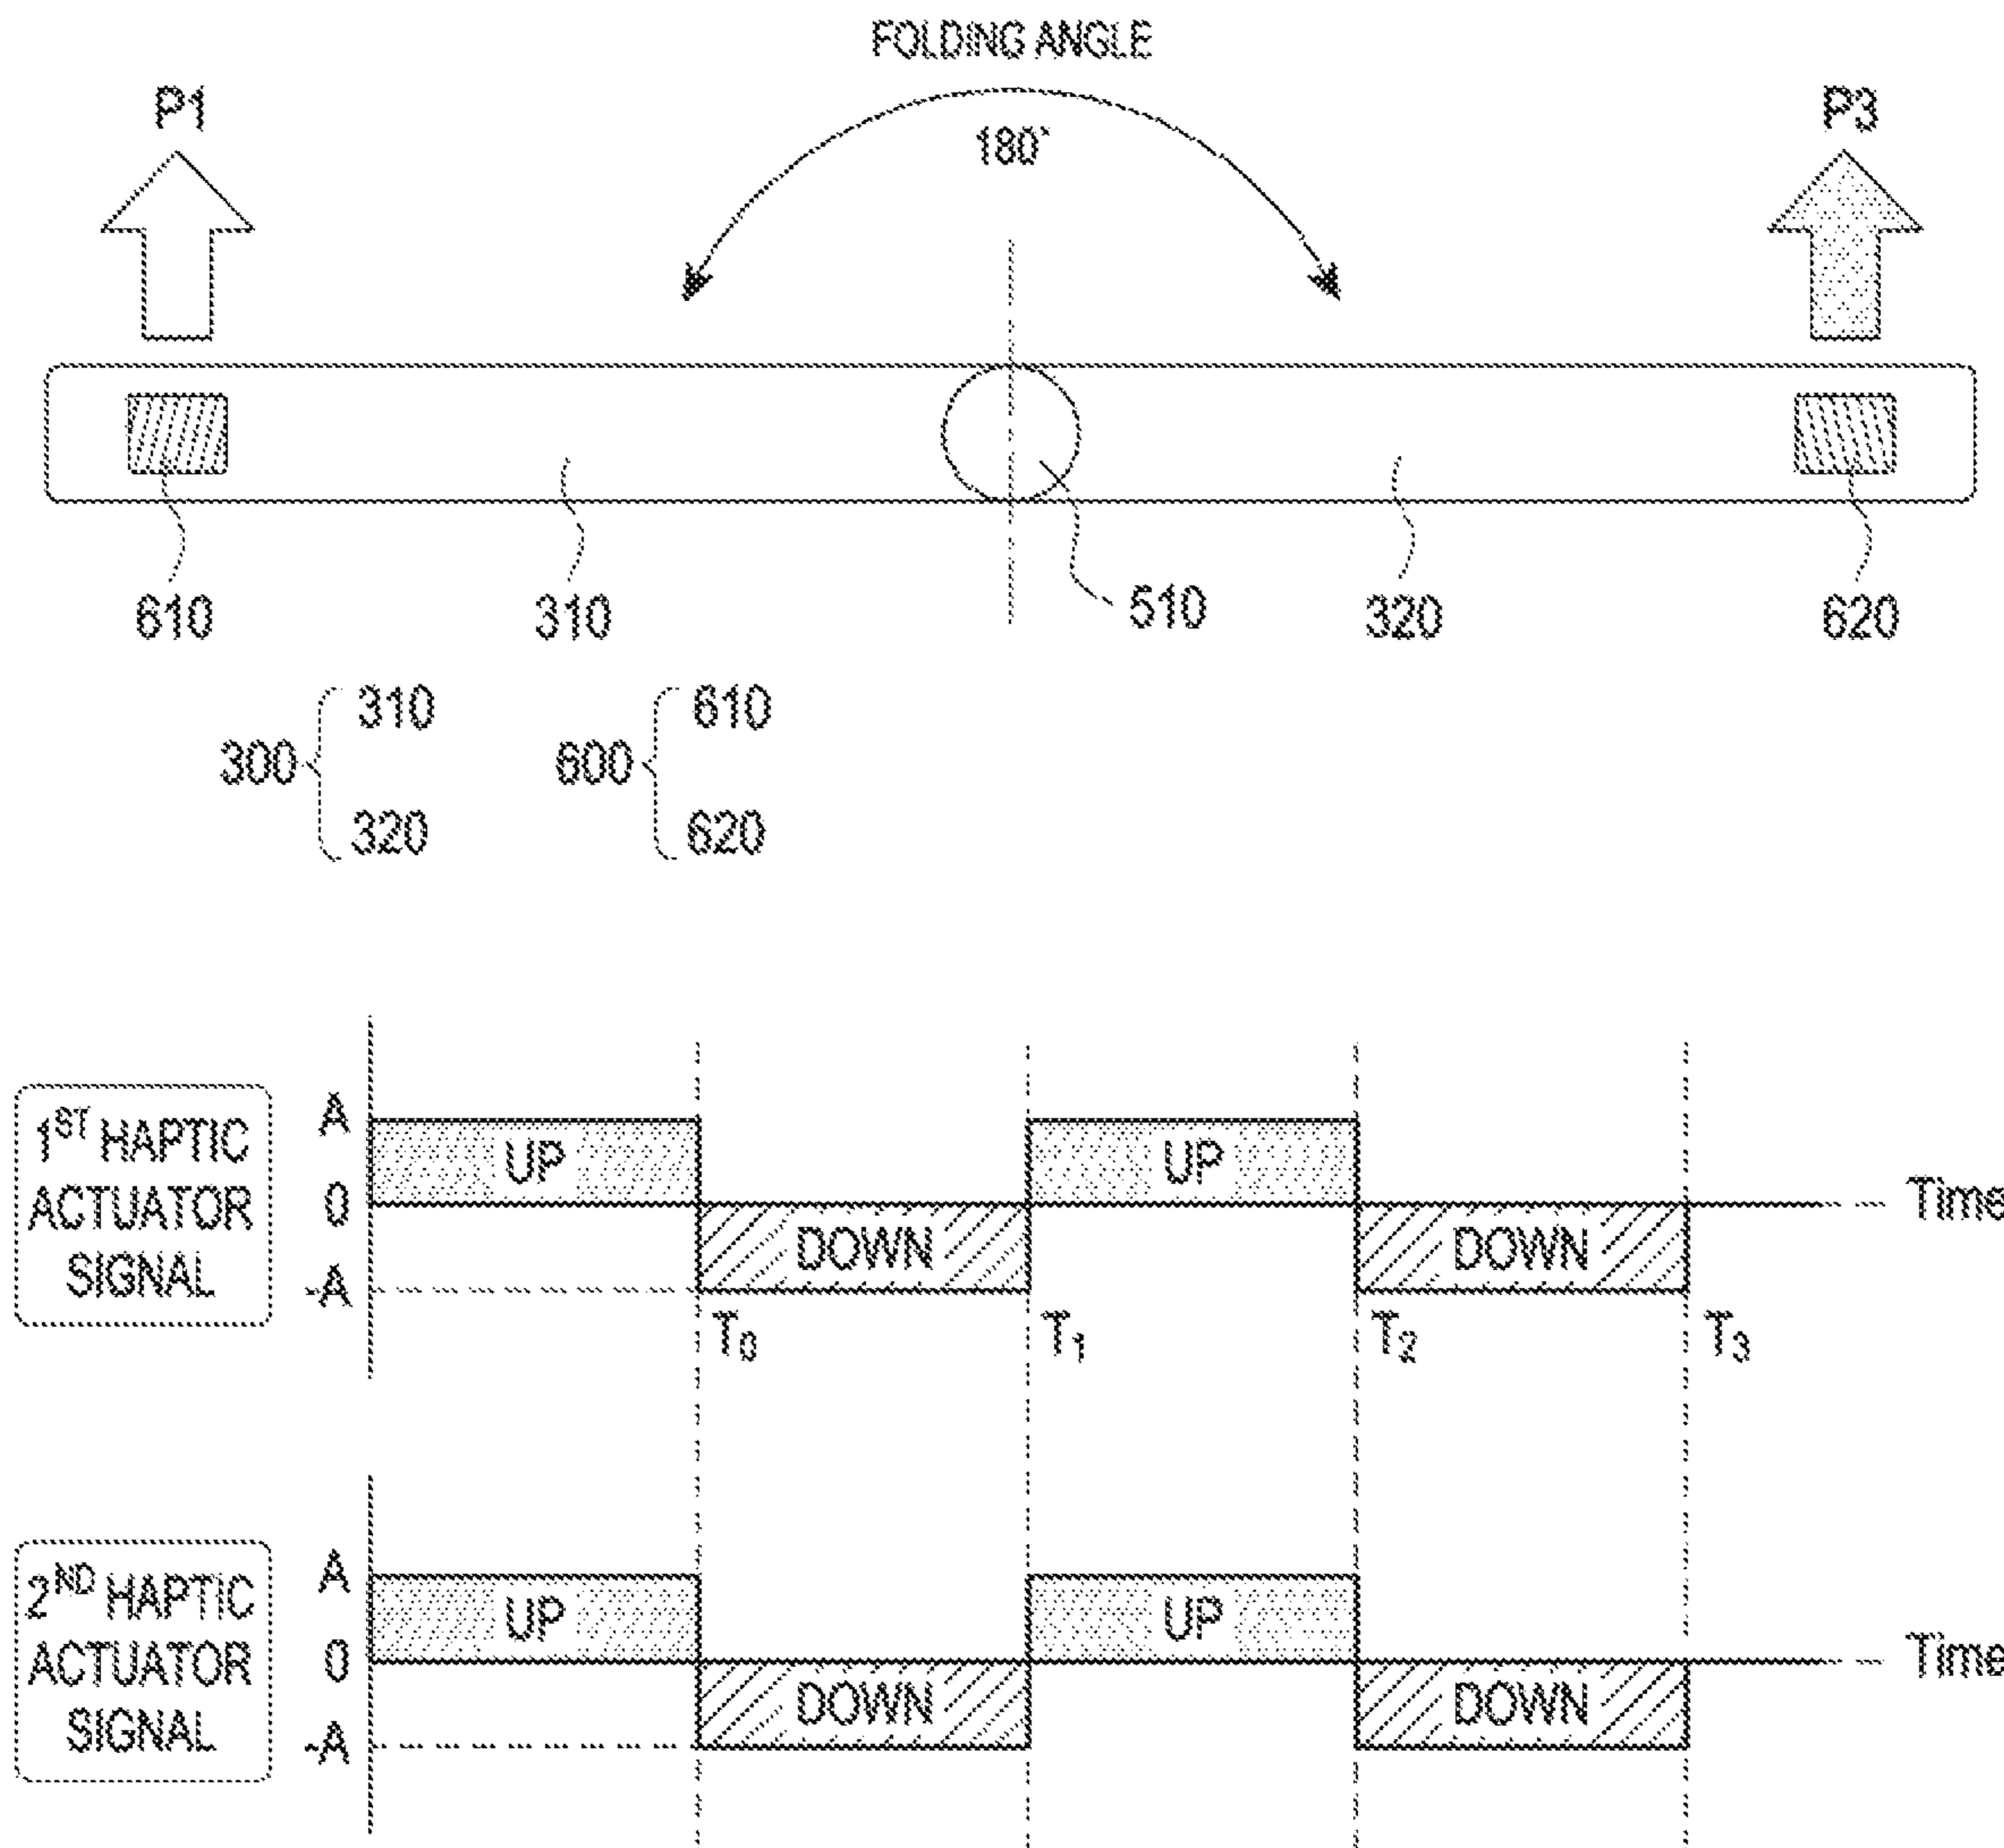 FOLDING ANGLE
P1
P3
180°
610
310
510
320
620
300
310
320
600
610
620
1ST HAPTIC
ACTUATOR
SIGNAL
A
0
-A
UP
DOWN
UP
DOWN
Time
T0
T1
T2
T3
2ND HAPTIC
ACTUATOR
SIGNAL
A
0
-A
UP
DOWN
UP
DOWN
Time